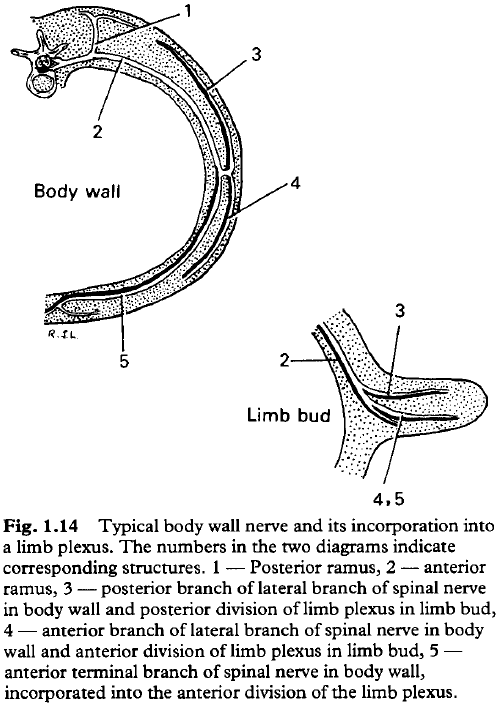 1
3
2
Body wall
4
R.I.L.
5
3
2
Limb bud
4,5
Fig. 1.14 Typical body wall nerve and its incorporation into
a limb plexus. The numbers in the two diagrams indicate
corresponding structures. 1 — Posterior ramus, 2 — anterior
ramus, 3 — posterior branch of lateral branch of spinal nerve
in body wall and posterior division of limb plexus in limb bud,
4 — anterior branch of lateral branch of spinal nerve in body
wall and anterior division of limb plexus in limb bud, 5 —
anterior terminal branch of spinal nerve in body wall,
incorporated into the anterior division of the limb plexus.